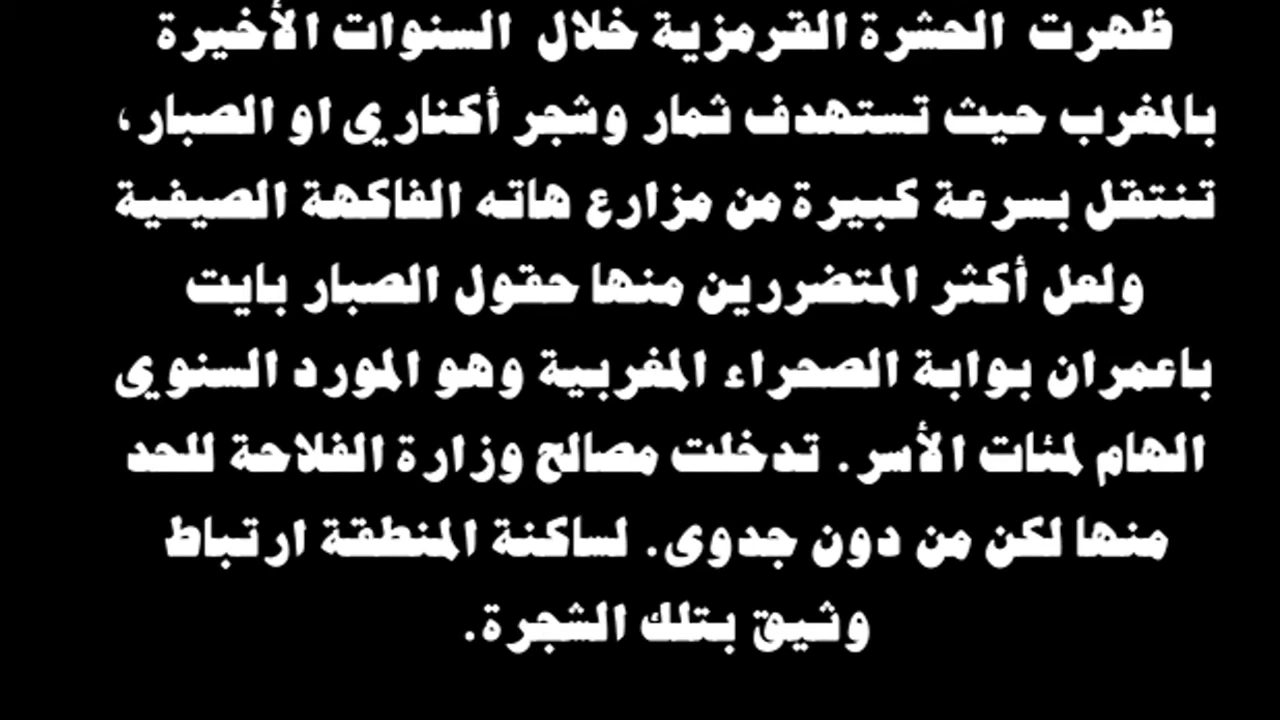 ظهرت الحشرة القرمزية خلال السنوات الأخيرة
بالمغرب حيث تستهدف ثمار وشجر أكناري او الصبار،
تنتقل بسرعة كبيرة من مزارع هاته الفاكهة الصيفية
ولعل أكثر المتضررين منها حقول الصبار بايت
باعمران بوابة الصحراء المغربية وهو المورد السنوي
الهام لمئات الأسر. تدخلت مصالح وزارة الفلاحة للحد
منها لكن من دون جدوى. لساكنة المنطقة ارتباط
وثيق بتلك الشجرة.